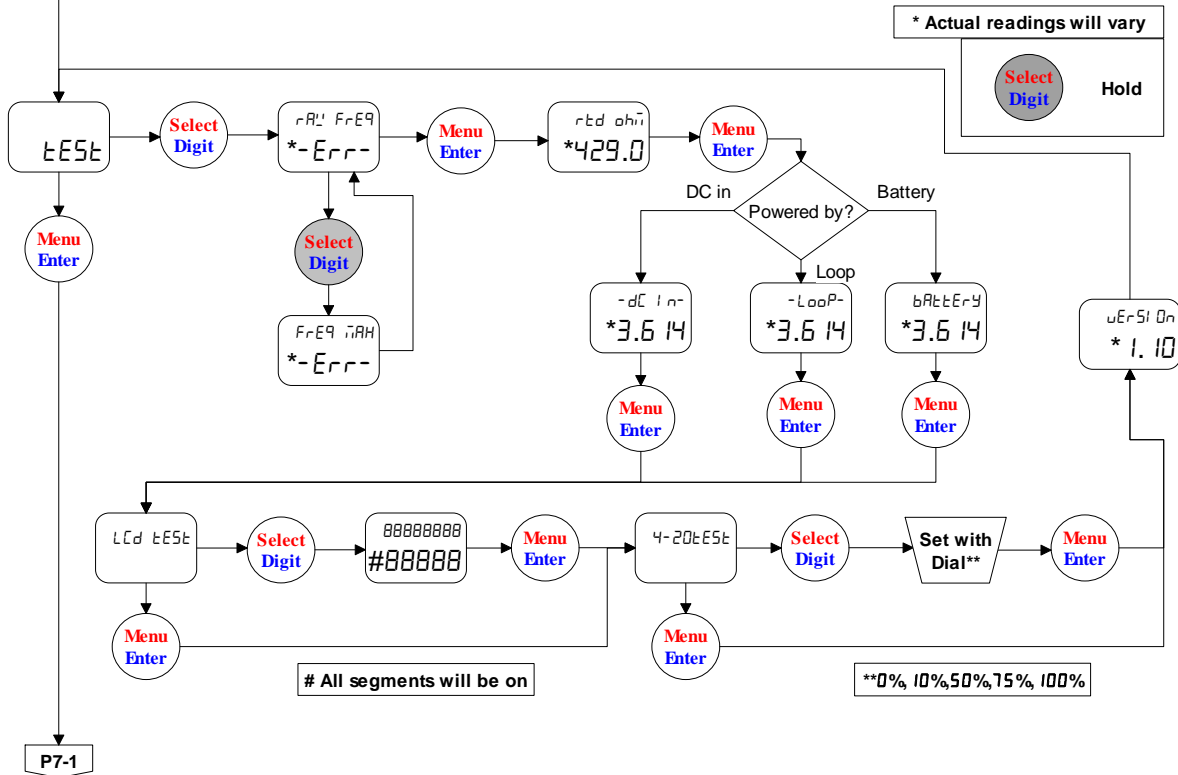 * Actual readings will vary
Select
Digit
Hold
tESt
Select
Digit
rAW FrEq
*-Err-
Menu
Enter
rtd ohm
*429.0
Menu
Enter
DC in
Powered by?
Battery
Loop
Menu
Enter
Select
Digit
FrEq MAX
*-Err-
-dC In-
*3.614
-LooP-
*3.614
bAttErY
*3.614
vErSIOn
*1.10
Menu
Enter
Menu
Enter
Menu
Enter
LCd tESt
Select
Digit
88888888
#88888
Menu
Enter
4-20tESt
Select
Digit
Set with
Dial**
Menu
Enter
Menu
Enter
Menu
Enter
# All segments will be on
**0%,10%,50%,75%,100%
P7-1